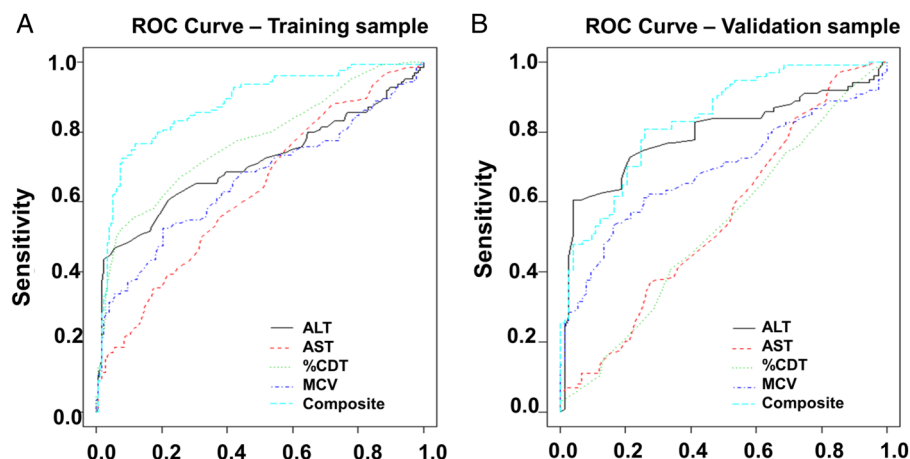 A ROC Curve – Training sample
1.0
0.8
0.6
0.4
0.2
0.0
Sensitivity
ALT
AST
%CDT
MCV
Composite
0.0 0.2 0.4 0.6 0.8 1.0
B ROC Curve – Validation sample
1.0
0.8
0.6
0.4
0.2
0.0
Sensitivity
ALT
AST
%CDT
MCV
Composite
0.0 0.2 0.4 0.6 0.8 1.0